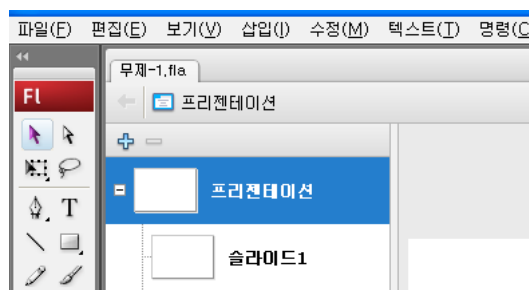 파일(F) 편집(E) 보기(V) 삽입(I) 수정(M) 텍스트(T) 명령(C
무제-1.fla
Fl
프리젠테이션
프리젠테이션
T
슬라이드1